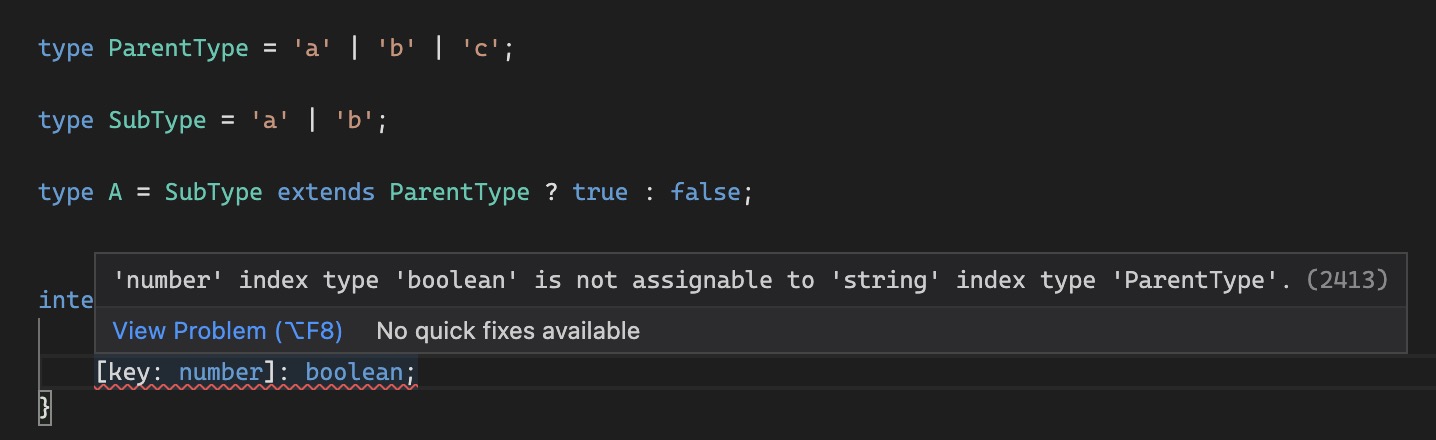 type ParentType = 'a' | 'b' | 'c';
type SubType = 'a' | 'b';
type A = SubType extends ParentType ? true : false;
'number' index type 'boolean' is not assignable to 'string' index type 'ParentType'. (2413)
inte
View Problem (⌥F8) No quick fixes available
[key: number]: boolean;
}